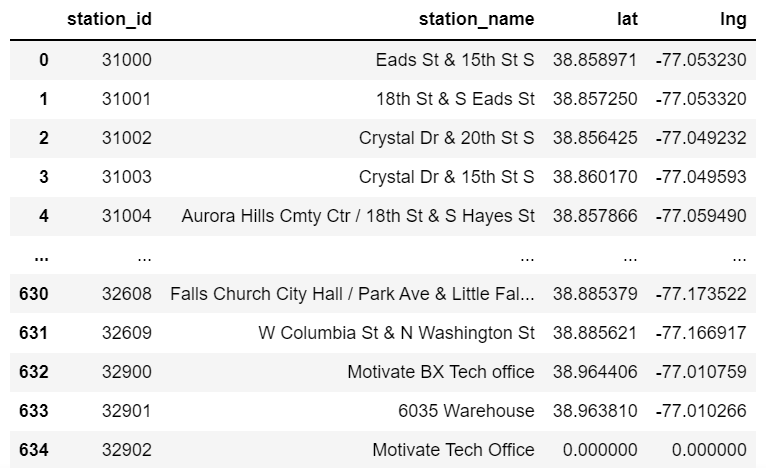 station_id station_name lat lng
0 31000 Eads St & 15th St S 38.858971 -77.053230
1 31001 18th St & S Eads St 38.857250 -77.053320
2 31002 Crystal Dr & 20th St S 38.856425 -77.049232
3 31003 Crystal Dr & 15th St S 38.860170 -77.049593
4 31004 Aurora Hills Cmty Ctr / 18th St & S Hayes St 38.857866 -77.059490
... ... ... ... ...
630 32608 Falls Church City Hall / Park Ave & Little Fal... 38.885379 -77.173522
631 32609 W Columbia St & N Washington St 38.885621 -77.166917
632 32900 Motivate BX Tech office 38.964406 -77.010759
633 32901 6035 Warehouse 38.963810 -77.010266
634 32902 Motivate Tech Office 0.000000 0.000000